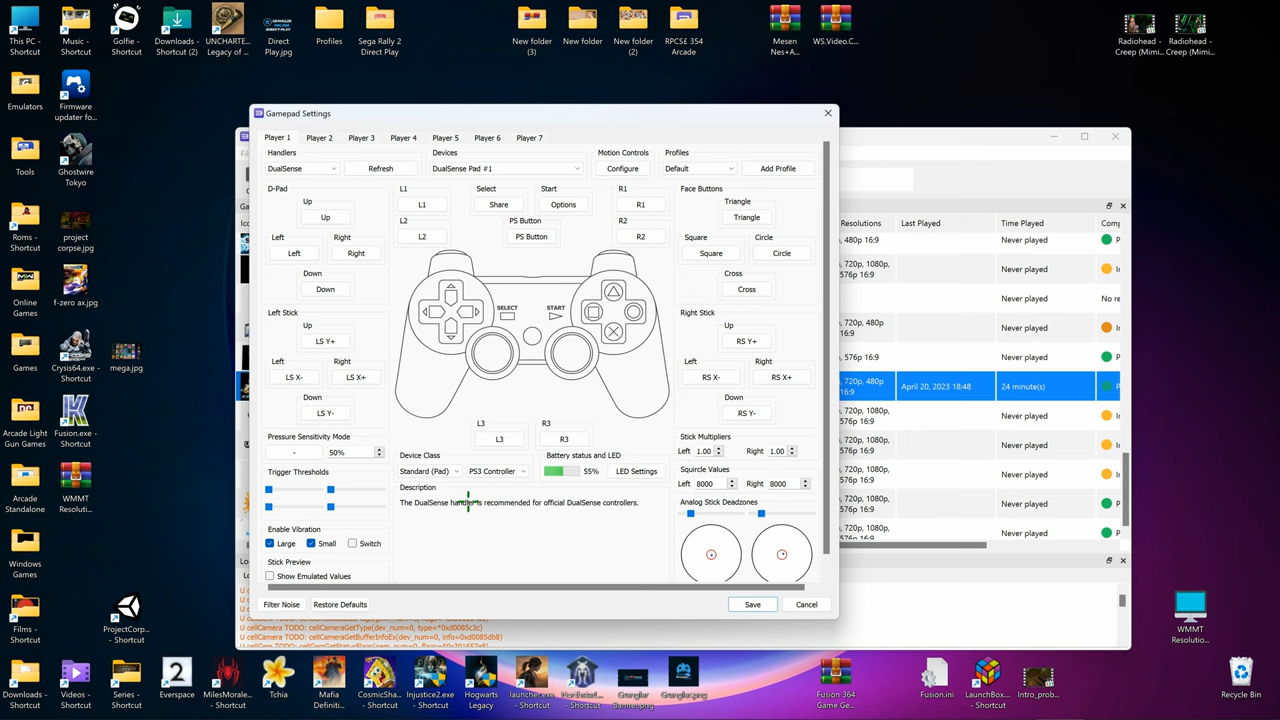 This PC - Shortcut
Music - Shortcut
Golfie - Shortcut
Downloads - Shortcut (2)
UNCHARTE... Legacy of ...
Direct Play.jpg
Profiles
Sega Rally 2 Direct Play
New folder (3)
New folder
New folder (2)
RPCS£ 354 Arcade
Mesen Nes+A...
WS.Video.C...
Radiohead - Creep (Mimi...
Radiohead - Creep (Mimi...
Emulators
Firmware updater fo...
Tools
Ghostwire Tokyo
Roms - Shortcut
project corpse.jpg
Online Games
f-zero ax.jpg
Games
Crysis64.exe - Shortcut
mega.jpg
Arcade Light Gun Games
Fusion.exe - Shortcut
Arcade Standalone
WMMT Resoluti...
Windows Games
Films - Shortcut
ProjectCorp... - Shortcut
Gamepad Settings
Player 1
Player 2
Player 3
Player 4
Player 5
Player 6
Player 7
Handlers
Devices
Motion Controls
Profiles
DualSense
Refresh
DualSense Pad #1
Configure
Default
Add Profile
D-Pad
L1
Select
Start
R1
Face Buttons
Up
Up
L1
Share
Options
R1
Triangle
Triangle
L2
PS Button
R2
L2
PS Button
R2
Left
Right
Left
Right
Square
Circle
Square
Circle
Down
Down
Cross
Cross
SELECT
START
Left Stick
Right Stick
Up
LS Y+
Up
RS Y+
Left
Right
LS X-
LS X+
Left
Right
RS X-
RS X+
Down
LS Y-
Down
RS Y-
L3
R3
L3
R3
Pressure Sensitivity Mode
-
50%
Stick Multipliers
Left 1.00
Right 1.00
Device Class
Battery status and LED
Standard (Pad)
PS3 Controller
55%
LED Settings
Trigger Thresholds
Squircle Values
Left 8000
Right 8000
Description
The DualSense handler is recommended for official DualSense controllers.
Analog Stick Deadzones
Enable Vibration
Large
Small
Switch
Stick Preview
Show Emulated Values
Filter Noise
Restore Defaults
Save
Cancel
Resolutions
Last Played
Time Played
480p 16:9
Never played
, 720p, 1080p, 576p 16:9
Never played
Never played
No re
, 720p, 480p 16:9
Never played
, 576p 16:9
Never played
, 720p, 480p 16:9
April 20, 2023 18:48
24 minute(s)
, 720p, 1080p, 576p 16:9
Never played
, 720p, 1080p, 576p 16:9
Never played
, 720p, 1080p, 576p 16:9
Never played
, 720p, 1080p, 576p 16:9
Never played
U cellCamera TODO: cellCameraGetType(dev_num=0, type=*0xd0085c3c)
U cellCamera TODO: cellCameraGetBufferInfoEx(dev_num=0, info=0xd0085db8)
WMMT Resolutio...
Downloads - Shortcut
Videos - Shortcut
Series - Shortcut
Everspace
MilesMorale... - Shortcut
Tchia
Mafia Definiti...
CosmicSha... - Shortcut
Injustice2.exe - Shortcut
Hogwarts Legacy
launcher.exe - Shortcut
- Shortcut
Grangler Banner.png
Grangler.png
Fusion 364 Game Ge...
Fusion.ini
LaunchBox... - Shortcut
Intro_prob...
Recycle Bin